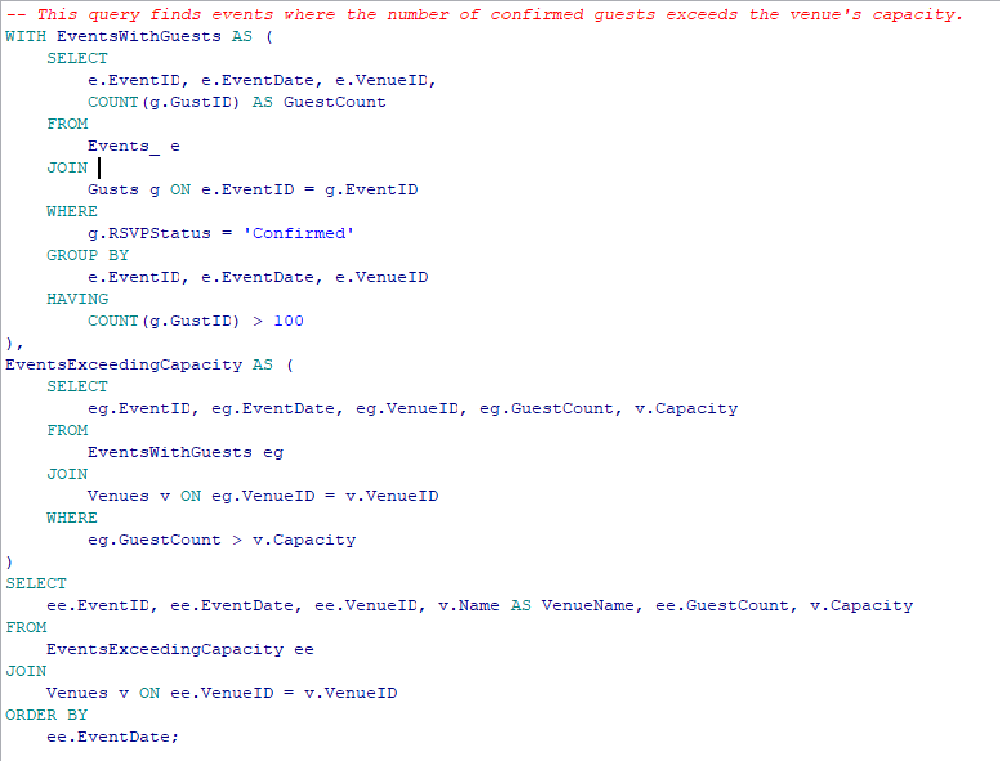 -- This query finds events where the number of confirmed guests exceeds the venue's capacity.
WITH EventsWithGuests AS (
    SELECT
        e.EventID, e.EventDate, e.VenueID,
        COUNT(g.GustID) AS GuestCount
    FROM
        Events_ e
    JOIN
        Gusts g ON e.EventID = g.EventID
    WHERE
        g.RSVPStatus = 'Confirmed'
    GROUP BY
        e.EventID, e.EventDate, e.VenueID
    HAVING
        COUNT(g.GustID) > 100
),
EventsExceedingCapacity AS (
    SELECT
        eg.EventID, eg.EventDate, eg.VenueID, eg.GuestCount, v.Capacity
    FROM
        EventsWithGuests eg
    JOIN
        Venues v ON eg.VenueID = v.VenueID
    WHERE
        eg.GuestCount > v.Capacity
)
SELECT
    ee.EventID, ee.EventDate, ee.VenueID, v.Name AS VenueName, ee.GuestCount, v.Capacity
FROM
    EventsExceedingCapacity ee
JOIN
    Venues v ON ee.VenueID = v.VenueID
ORDER BY
    ee.EventDate;